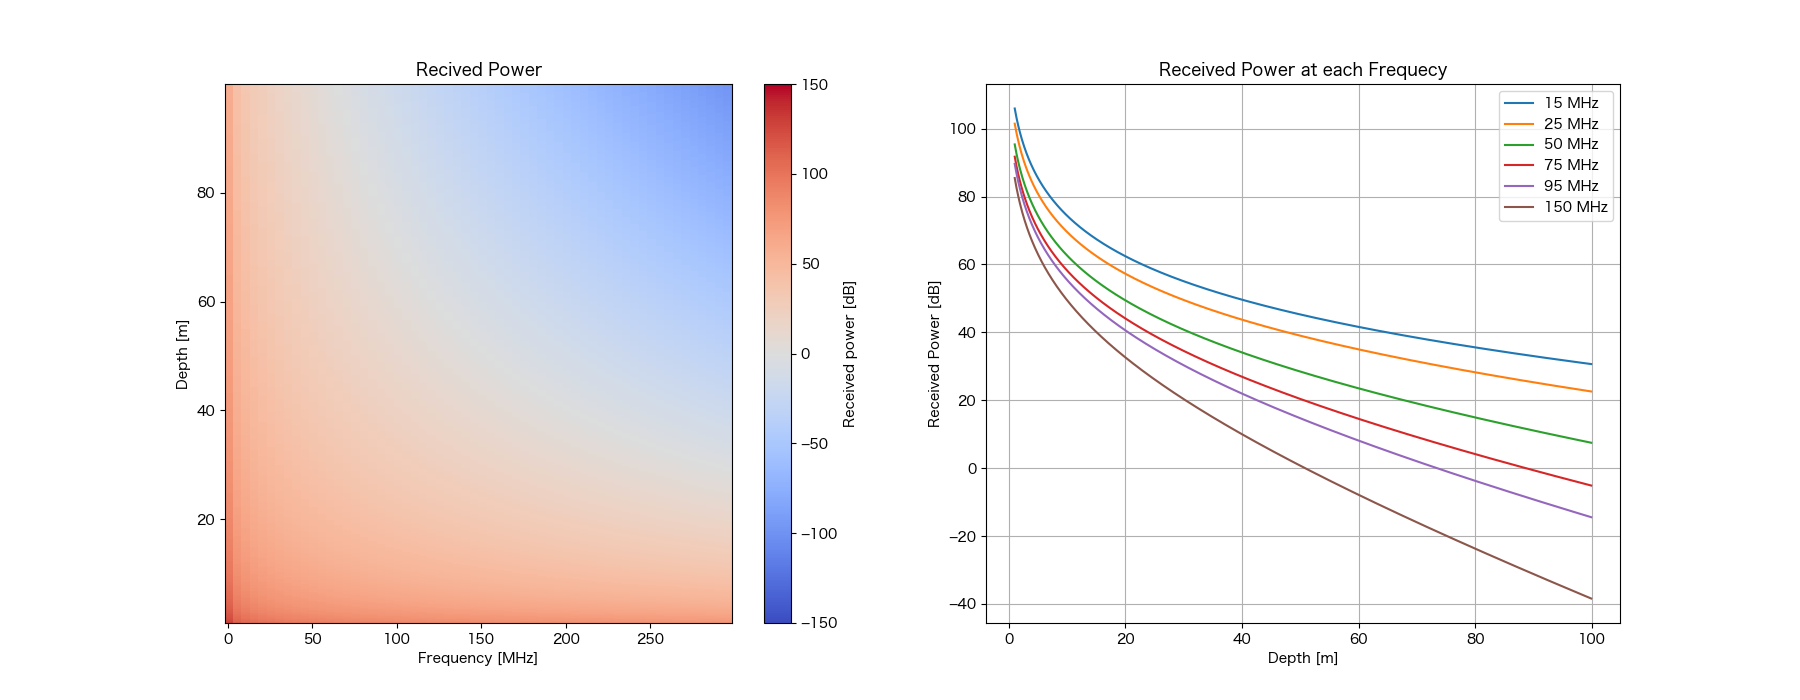 Recived Power
Depth [m]
80
60
40
20
0
50
100
150
200
250
Frequency [MHz]
150
100
50
0
−50
−100
−150
Received power [dB]
Received Power at each Frequecy
Received Power [dB]
100
80
60
40
20
0
−20
−40
0
20
40
60
80
100
Depth [m]
15 MHz
25 MHz
50 MHz
75 MHz
95 MHz
150 MHz